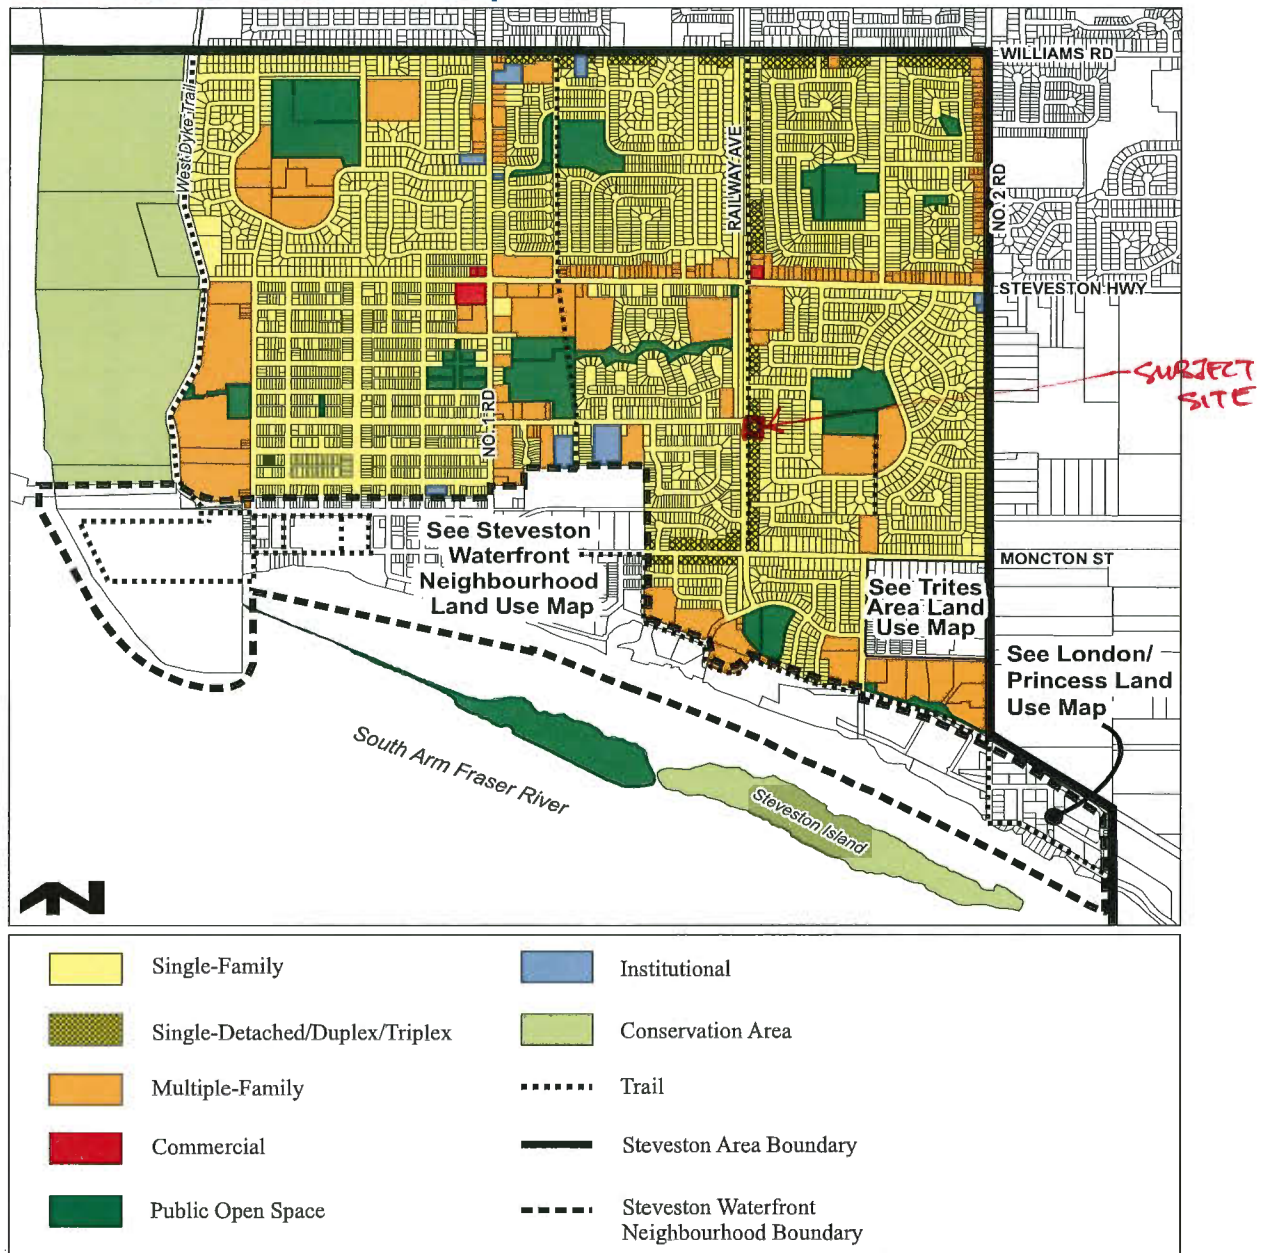 WILLIAMS RD
West Dyke Trail
RAILWAY AVE
NO. 2 RD
STEVESTON HWY
SUBJECT
SITE
NO. 1 RD
See Steveston
Waterfront
Neighbourhood
Land Use Map
MONCTON ST
See Trites
Area Land
Use Map
See London/
Princess Land
Use Map
South Arm Fraser River
Steveston Island
N
Single-Family
Institutional
Single-Detached/Duplex/Triplex
Conservation Area
Multiple-Family
Trail
Commercial
Steveston Area Boundary
Public Open Space
Steveston Waterfront
Neighbourhood Boundary